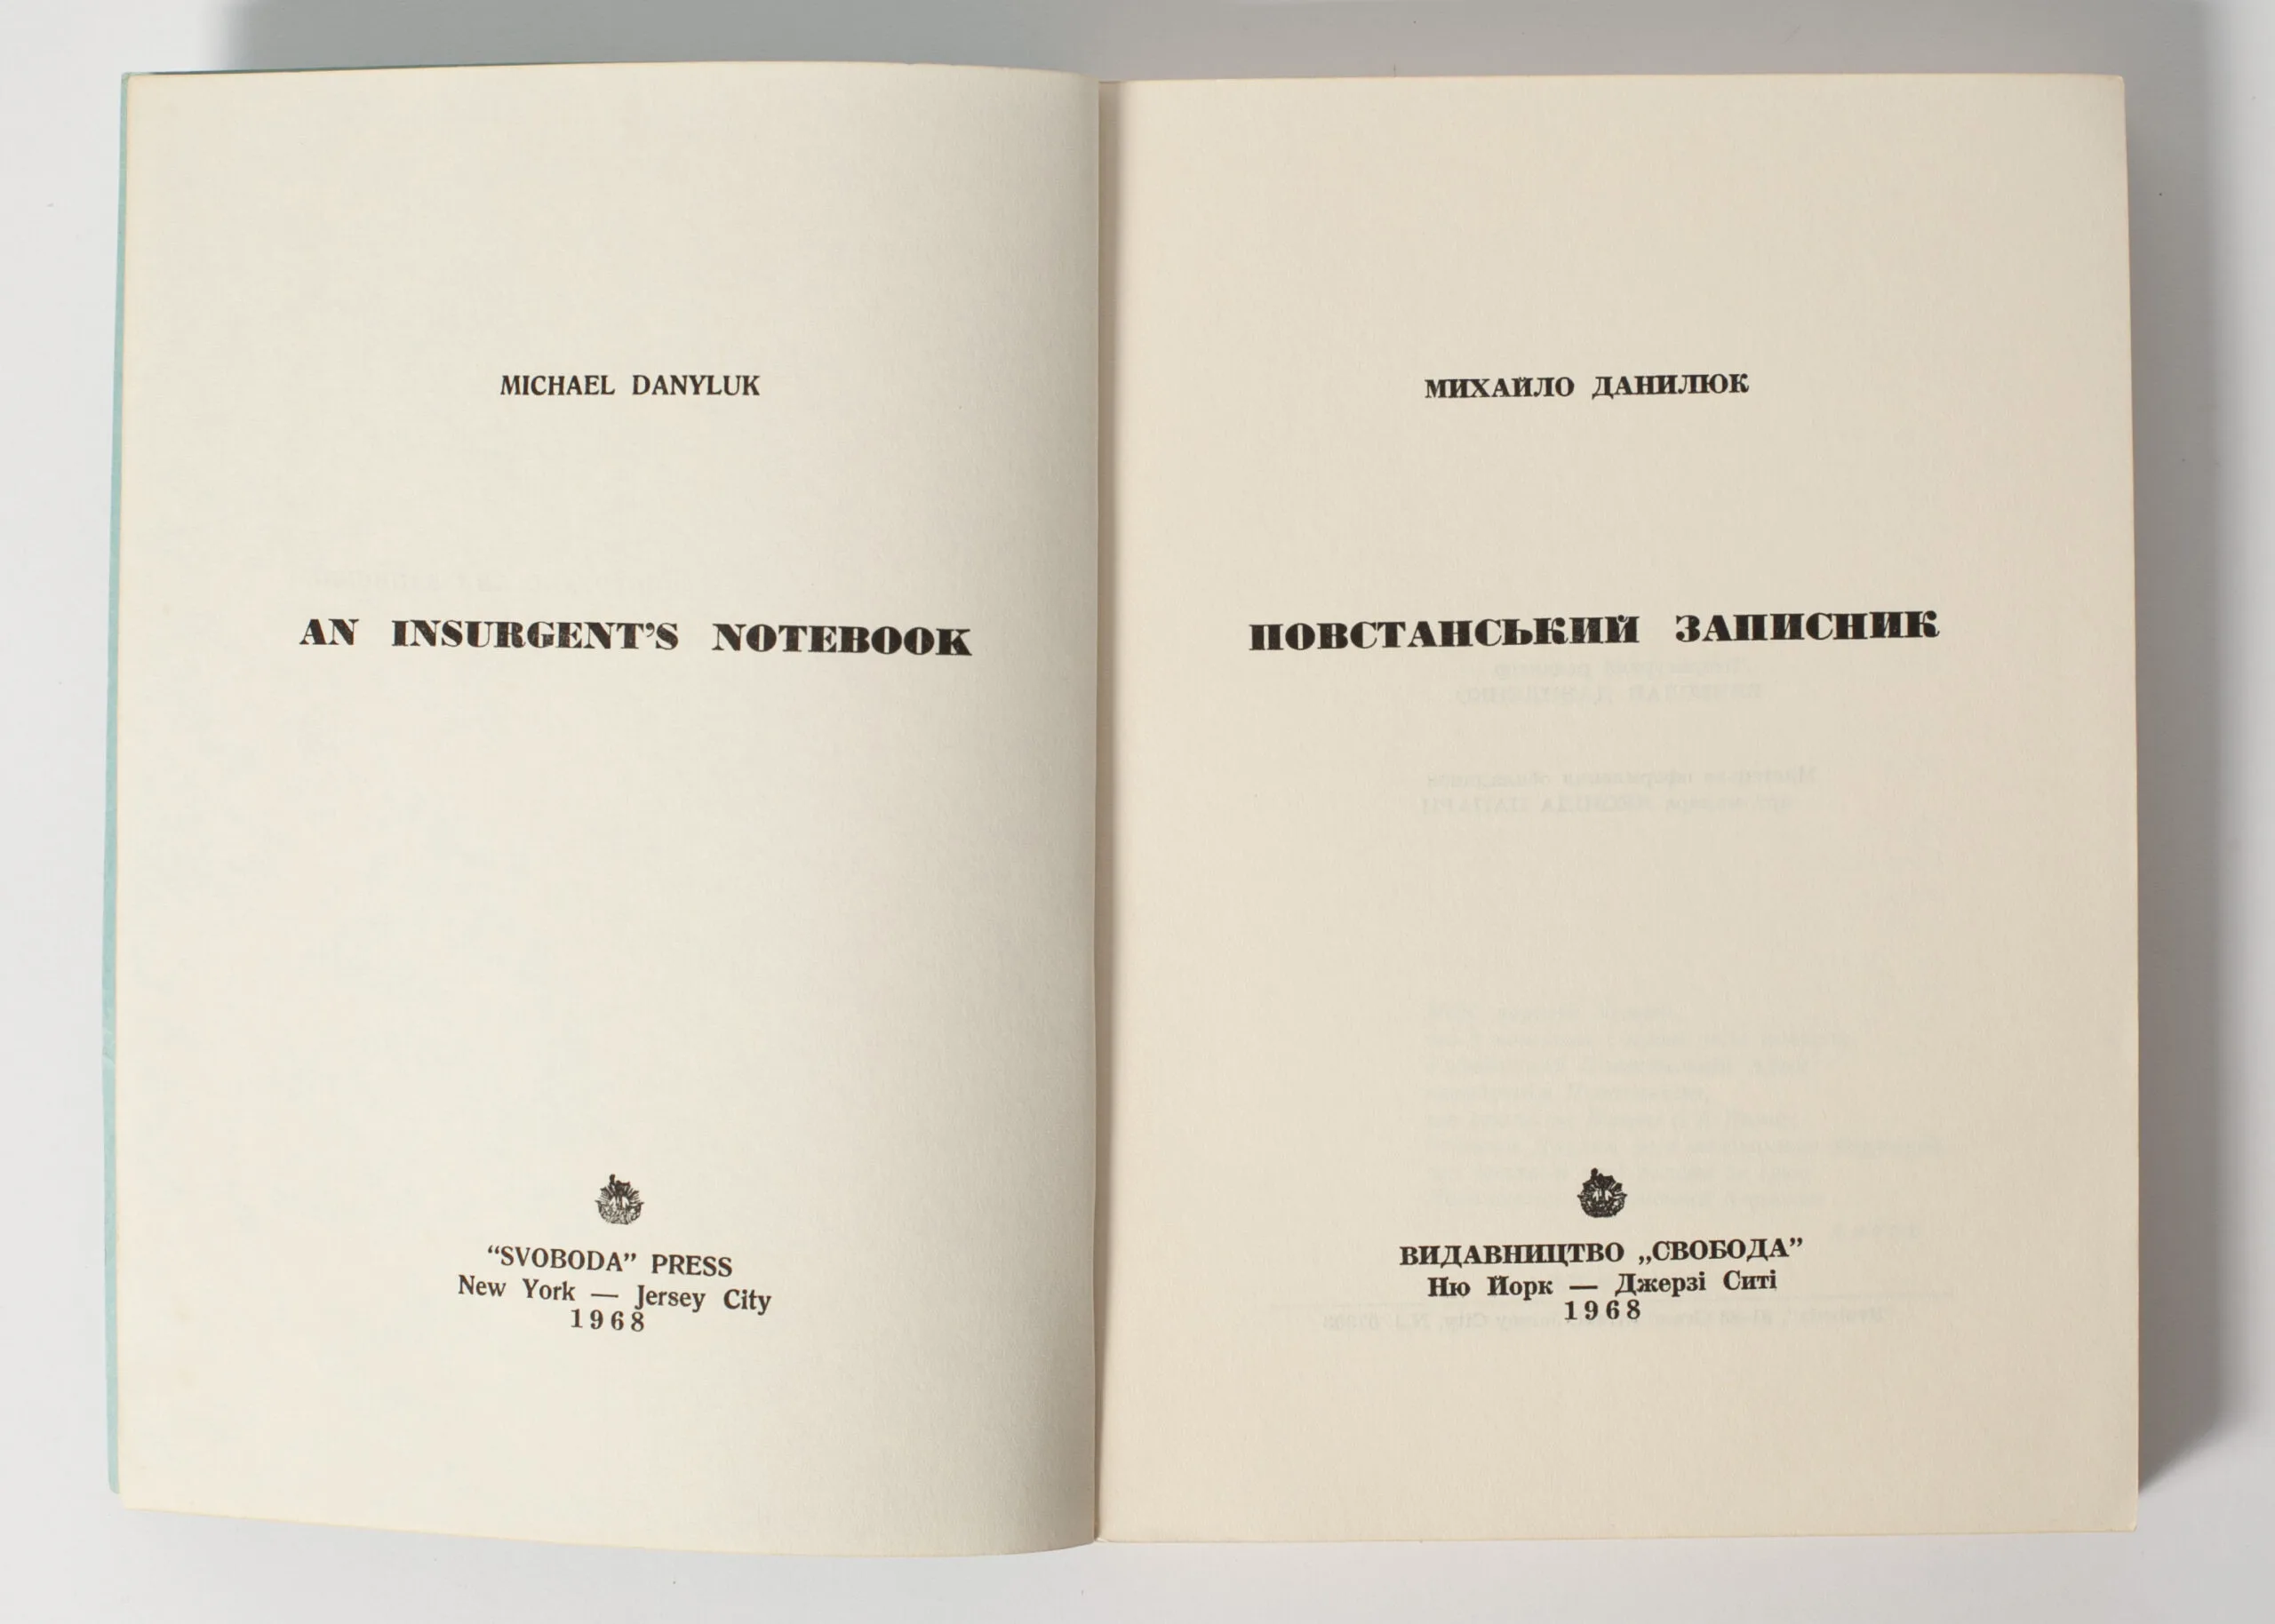 MICHAEL DANYLUK
AN INSURGENT’S NOTEBOOK
“SVOBODA” PRESS
New York — Jersey City
1968
МИХАЙЛО ДАНИЛЮК
ПОВСТАНСЬКИЙ ЗАПИСНИК
ВИДАВНИЦТВО „СВОБОДА”
Ню Йорк — Джерзі Ситі
1968